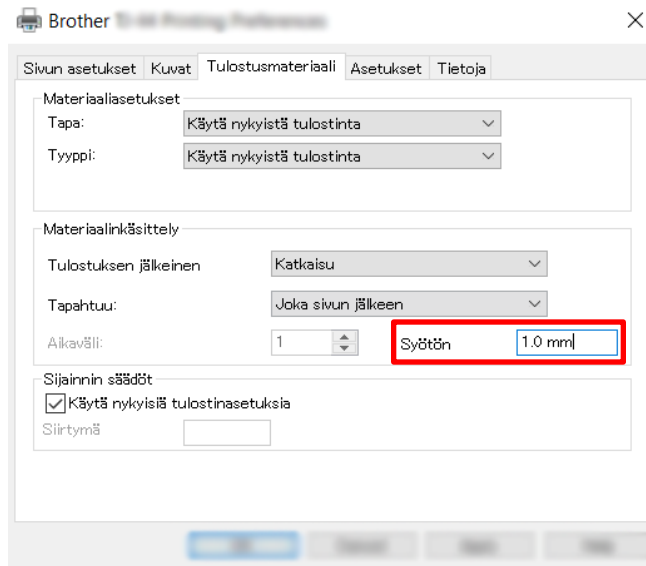 Brother
Sivun asetukset Kuvat Tulostusmateriaali Asetukset Tietoja
Materiaaliasetukset
Tapa: Käytä nykyistä tulostinta
Tyyppi: Käytä nykyistä tulostinta
Materiaalinkäsittely
Tulostuksen jälkeinen Katkaisu
Tapahtuu: Joka sivun jälkeen
Aikaväli: 1 Syötön 1.0 mm
Sijainnin säädöt
Käytä nykyisiä tulostinasetuksia
Siirtymä